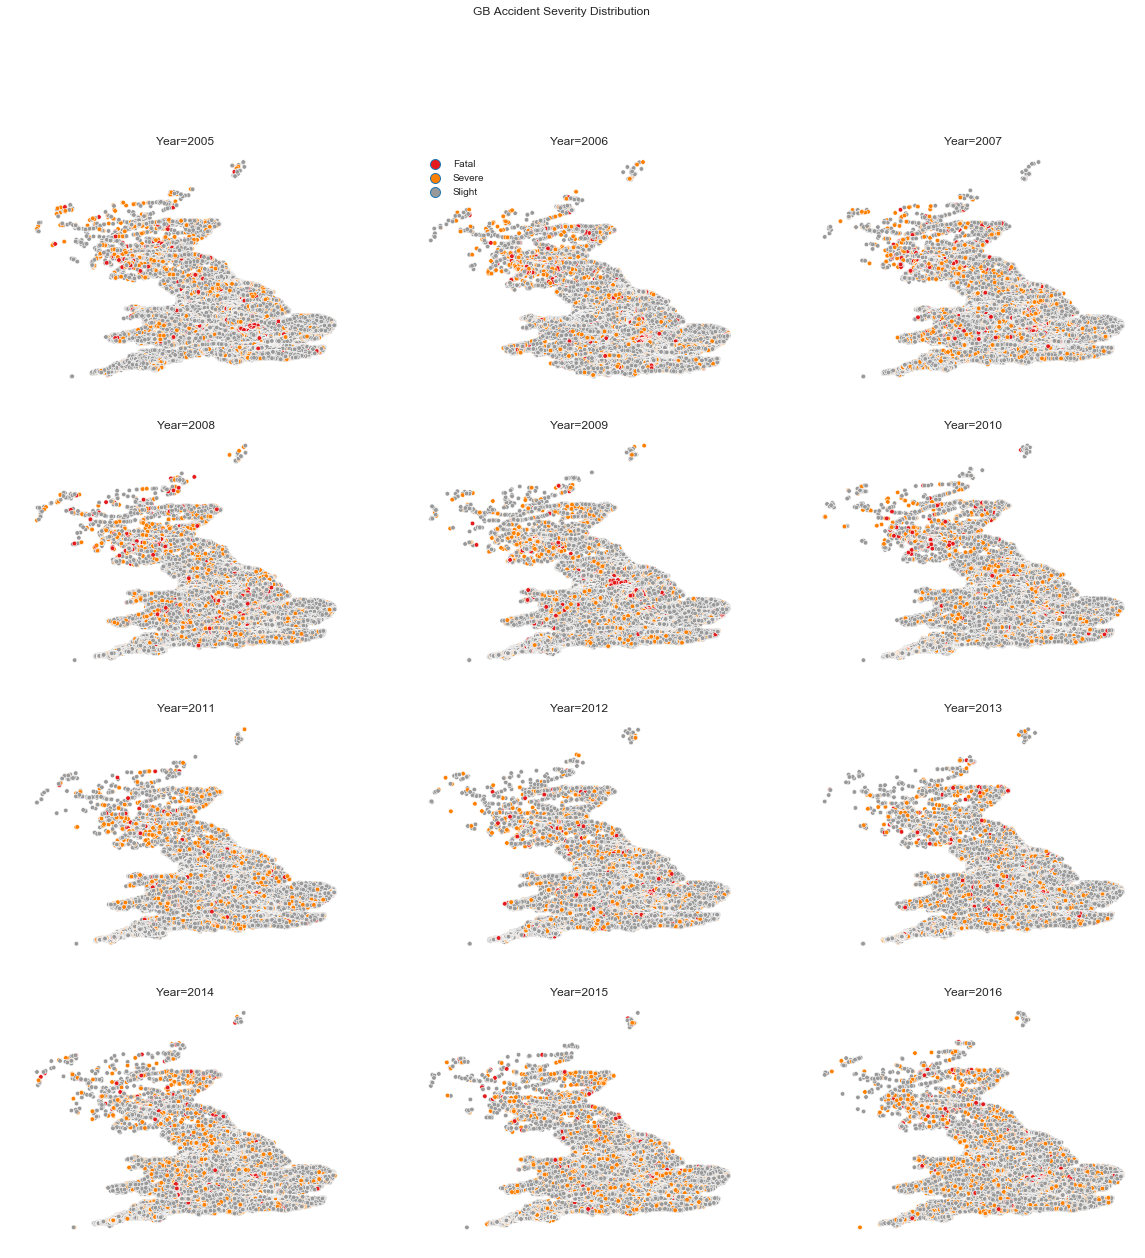 GB Accident Severity Distribution
Year=2005
Year=2006
Year=2007
Fatal
Severe
Slight
Year=2008
Year=2009
Year=2010
Year=2011
Year=2012
Year=2013
Year=2014
Year=2015
Year=2016